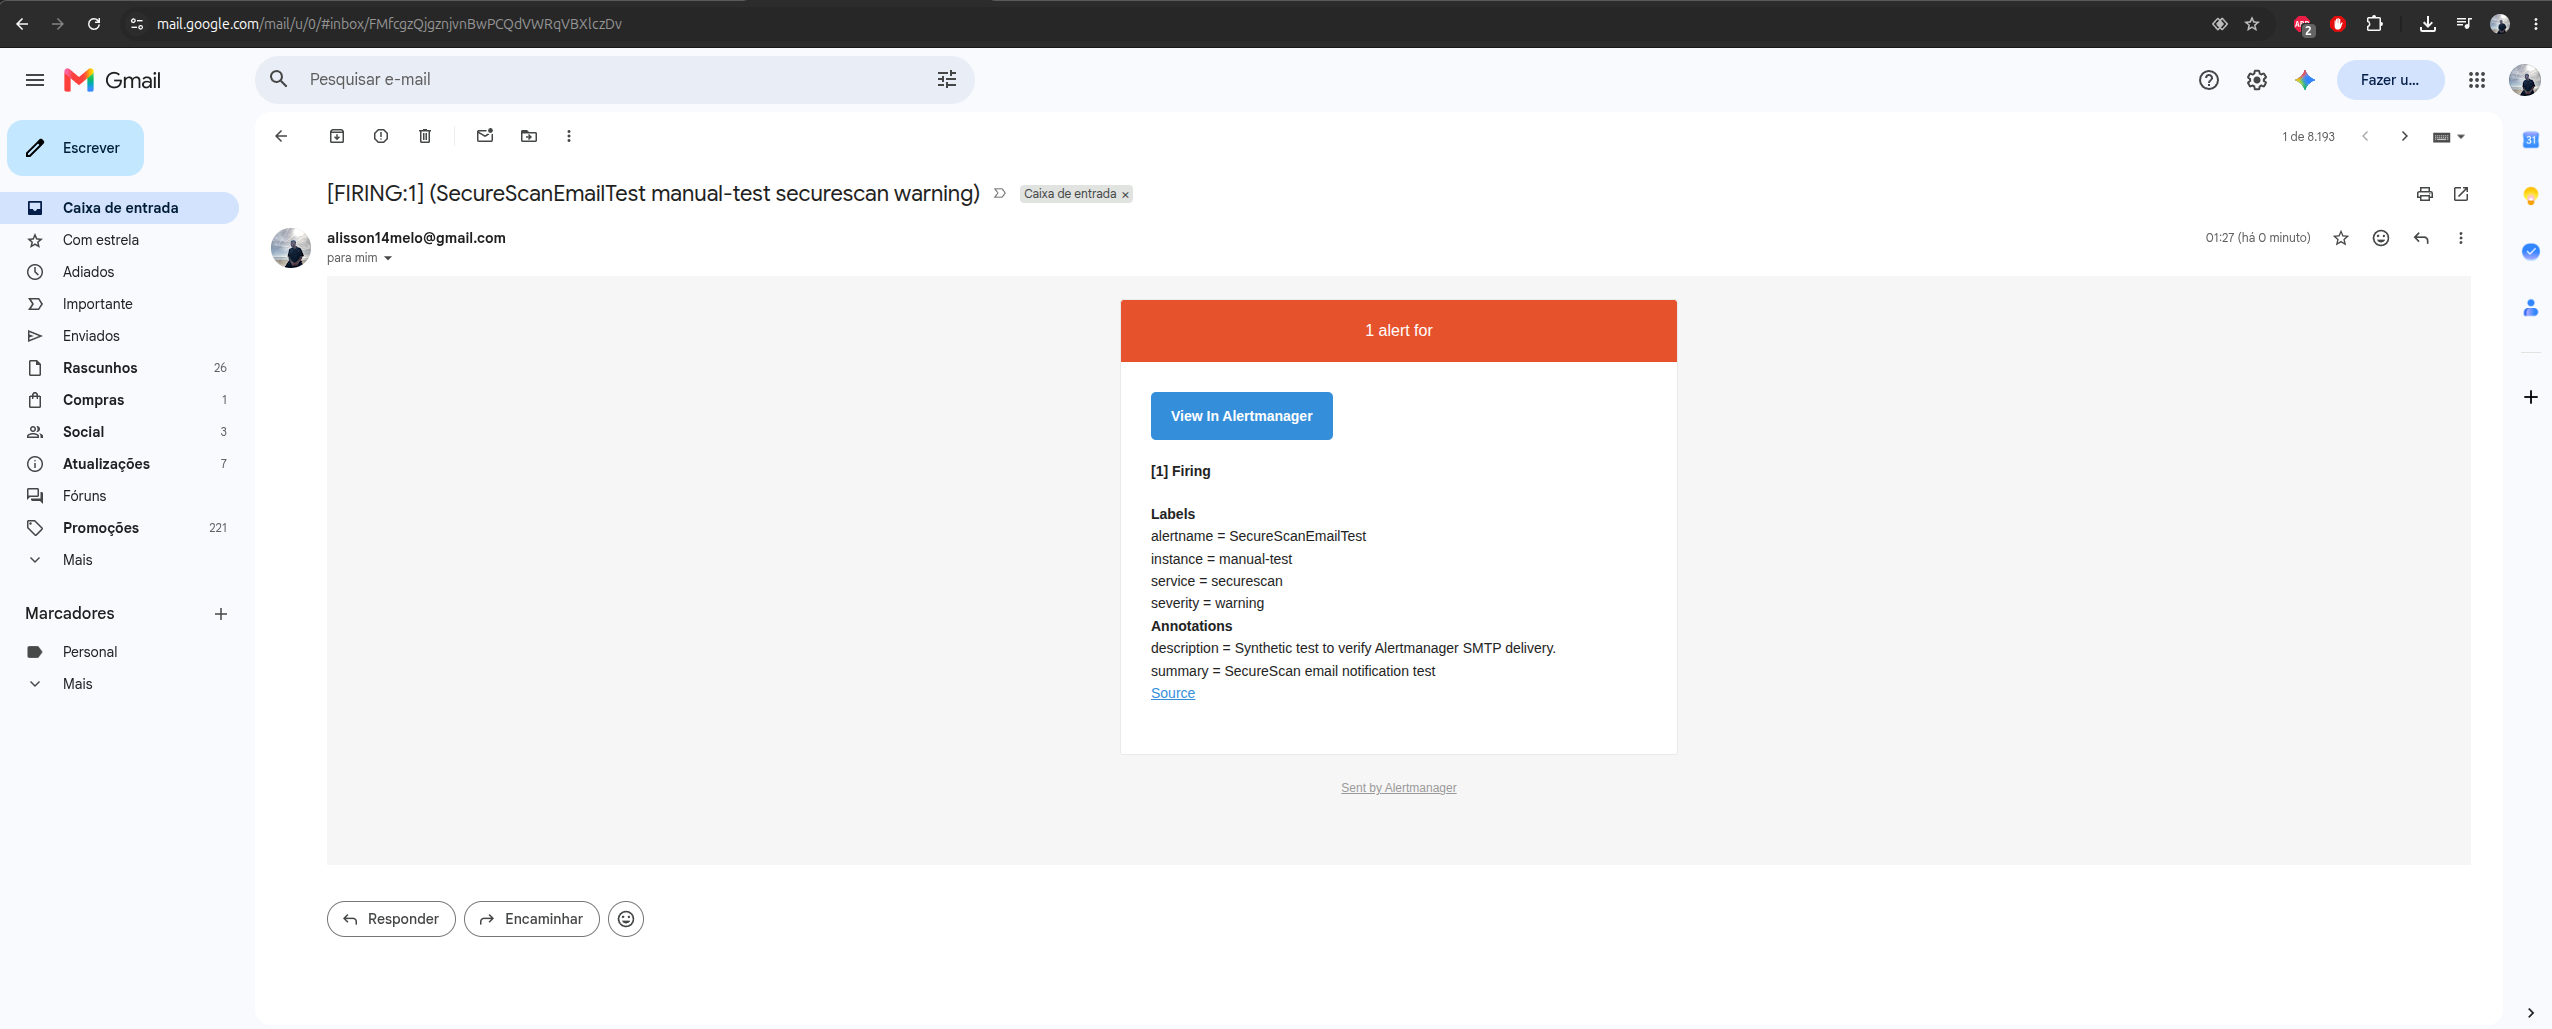 mail.google.com/mail/u/0/#inbox/FMfcgzQjgznjvnBwPCQdVWRqVBXlczDv
2
Gmail
Pesquisar e-mail
Fazer u...
Escrever
1 de 8.193
31
Caixa de entrada
Com estrela
Adiados
Importante
Enviados
Rascunhos 26
Compras 1
Social 3
Atualizações 7
Fóruns
Promoções 221
Mais
Marcadores
Personal
Mais
[FIRING:1] (SecureScanEmailTest manual-test securescan warning) Caixa de entrada x
alisson14melo@gmail.com
01:27 (há 0 minuto)
para mim
1 alert for
View In Alertmanager
[1] Firing
Labels
alertname = SecureScanEmailTest
instance = manual-test
service = securescan
severity = warning
Annotations
description = Synthetic test to verify Alertmanager SMTP delivery.
summary = SecureScan email notification test
Source
Sent by Alertmanager
Responder
Encaminhar